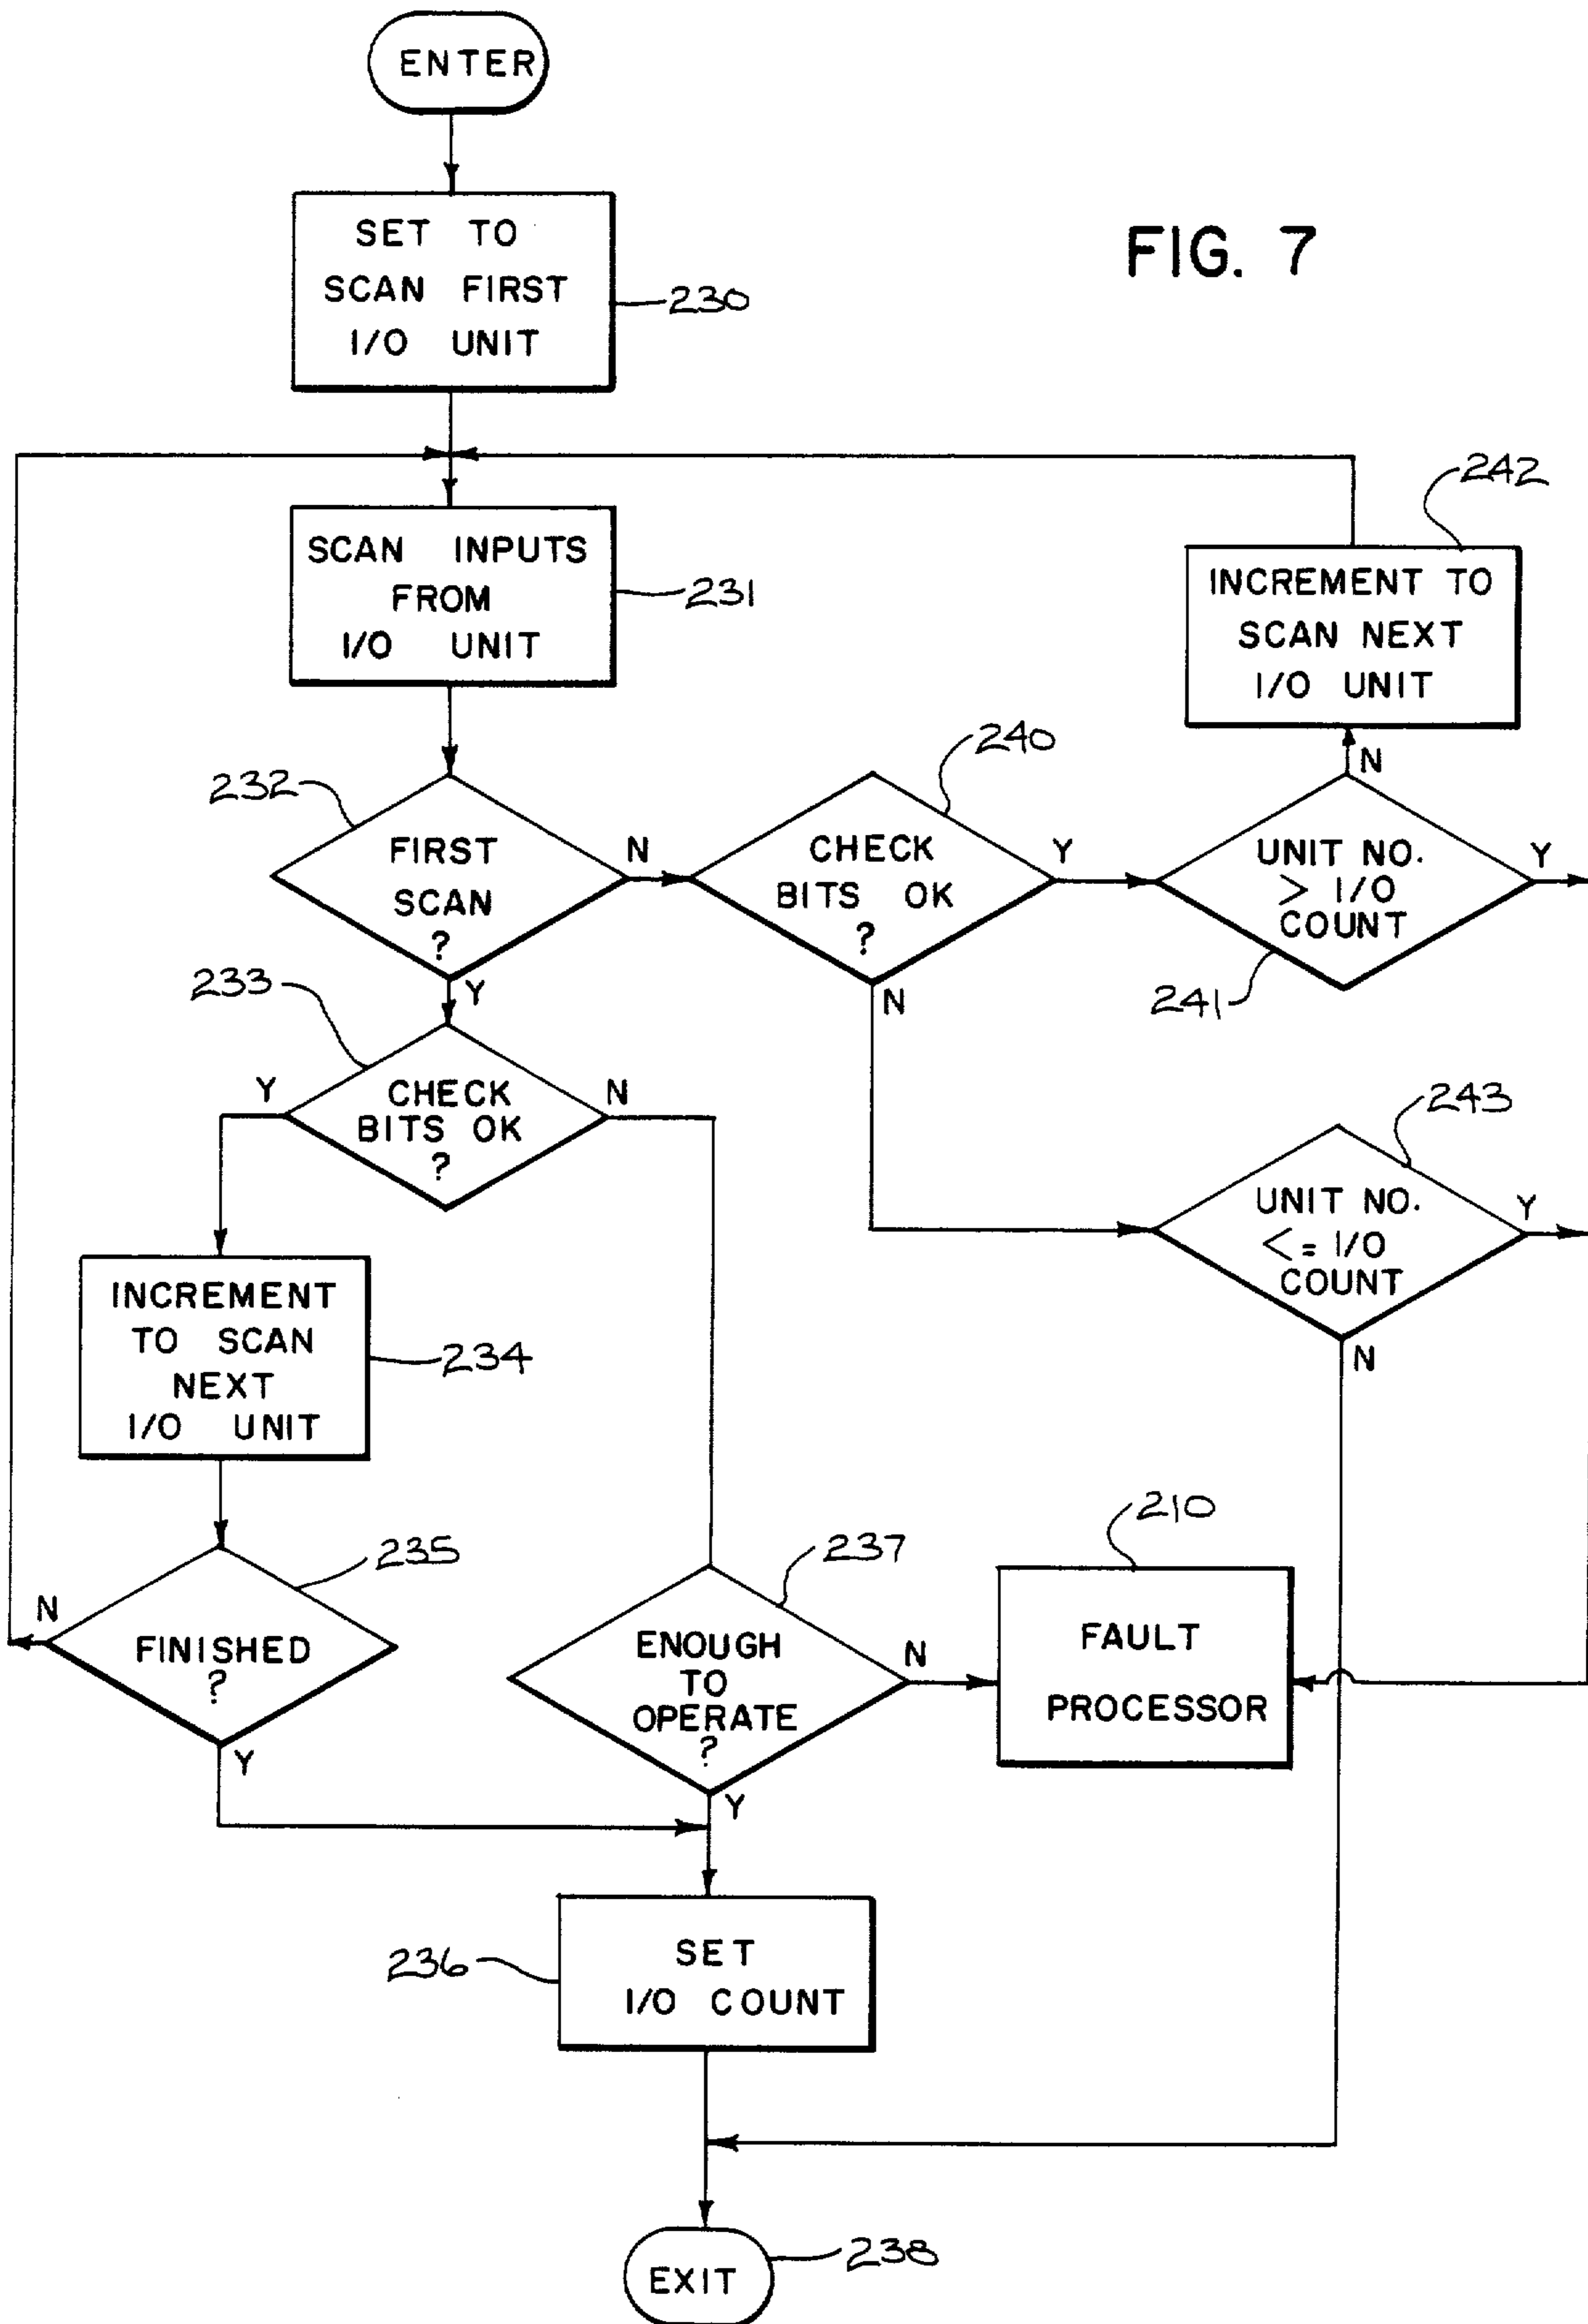 ENTER
SET TO
SCAN FIRST
I/O UNIT
230
FIG. 7
SCAN INPUTS
FROM
I/O UNIT
231
242
INCREMENT TO
SCAN NEXT
I/O UNIT
232
FIRST
SCAN
?
N
Y
240
CHECK
BITS OK
?
Y
N
N
UNIT NO.
> I/O
COUNT
Y
241
233
Y
CHECK
BITS OK
?
N
243
UNIT NO.
<= I/O
COUNT
Y
N
INCREMENT
TO SCAN
NEXT
I/O UNIT
234
235
N
FINISHED
?
Y
237
ENOUGH
TO
OPERATE
?
N
Y
210
FAULT
PROCESSOR
236
SET
I/O COUNT
EXIT
238